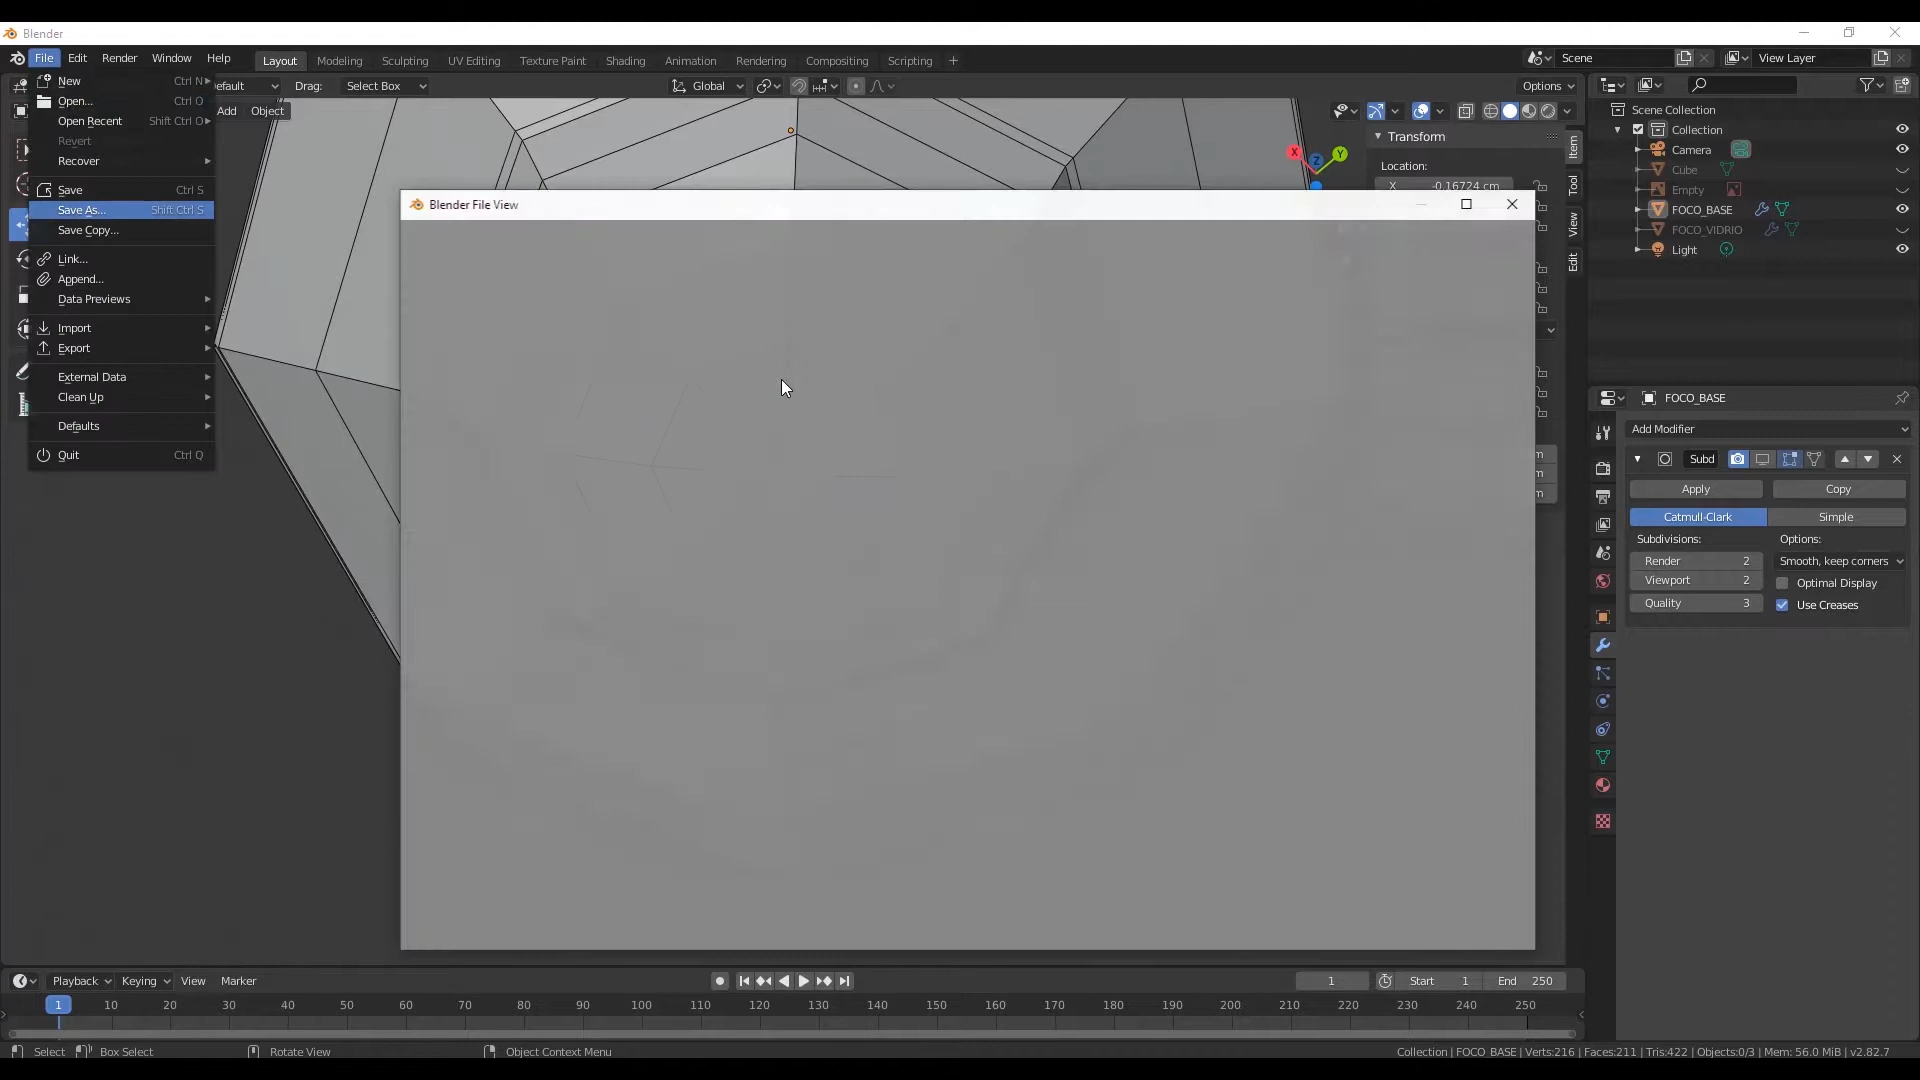 Blender
File Edit Render Window Help Layout Modeling Sculpting UV Editing Texture Paint Shading Animation Rendering Compositing Scripting + Scene View Layer
efault Drag: Select Box Global Options
Add Object
New Ctrl N
Open... Ctrl O
Open Recent Shift Ctrl O
Revert
Recover
Save Ctrl S
Save As... Shift Ctrl S
Save Copy...
Link...
Append...
Data Previews
Import
Export
External Data
Clean Up
Defaults
Quit Ctrl Q
Blender File View
X Z Y
Transform
Location:
X -0.16724 cm
m
m
m
Item
Tool
View
Edit
Scene Collection
Collection
Camera
Cube
Empty
FOCO_BASE
FOCO_VIDRIO
Light
FOCO_BASE
Add Modifier
Subd
Apply Copy
Catmull-Clark Simple
Subdivisions: Options:
Render 2 Smooth, keep corners
Viewport 2 Optimal Display
Quality 3 Use Creases
Playback Keying View Marker 1 Start 1 End 250
1 10 20 30 40 50 60 70 80 90 100 110 120 130 140 150 160 170 180 190 200 210 220 230 240 250
Select Box Select Rotate View Object Context Menu Collection | FOCO_BASE | Verts:216 | Faces:211 | Tris:422 | Objects:0/3 | Mem: 56.0 MiB | v2.82.7